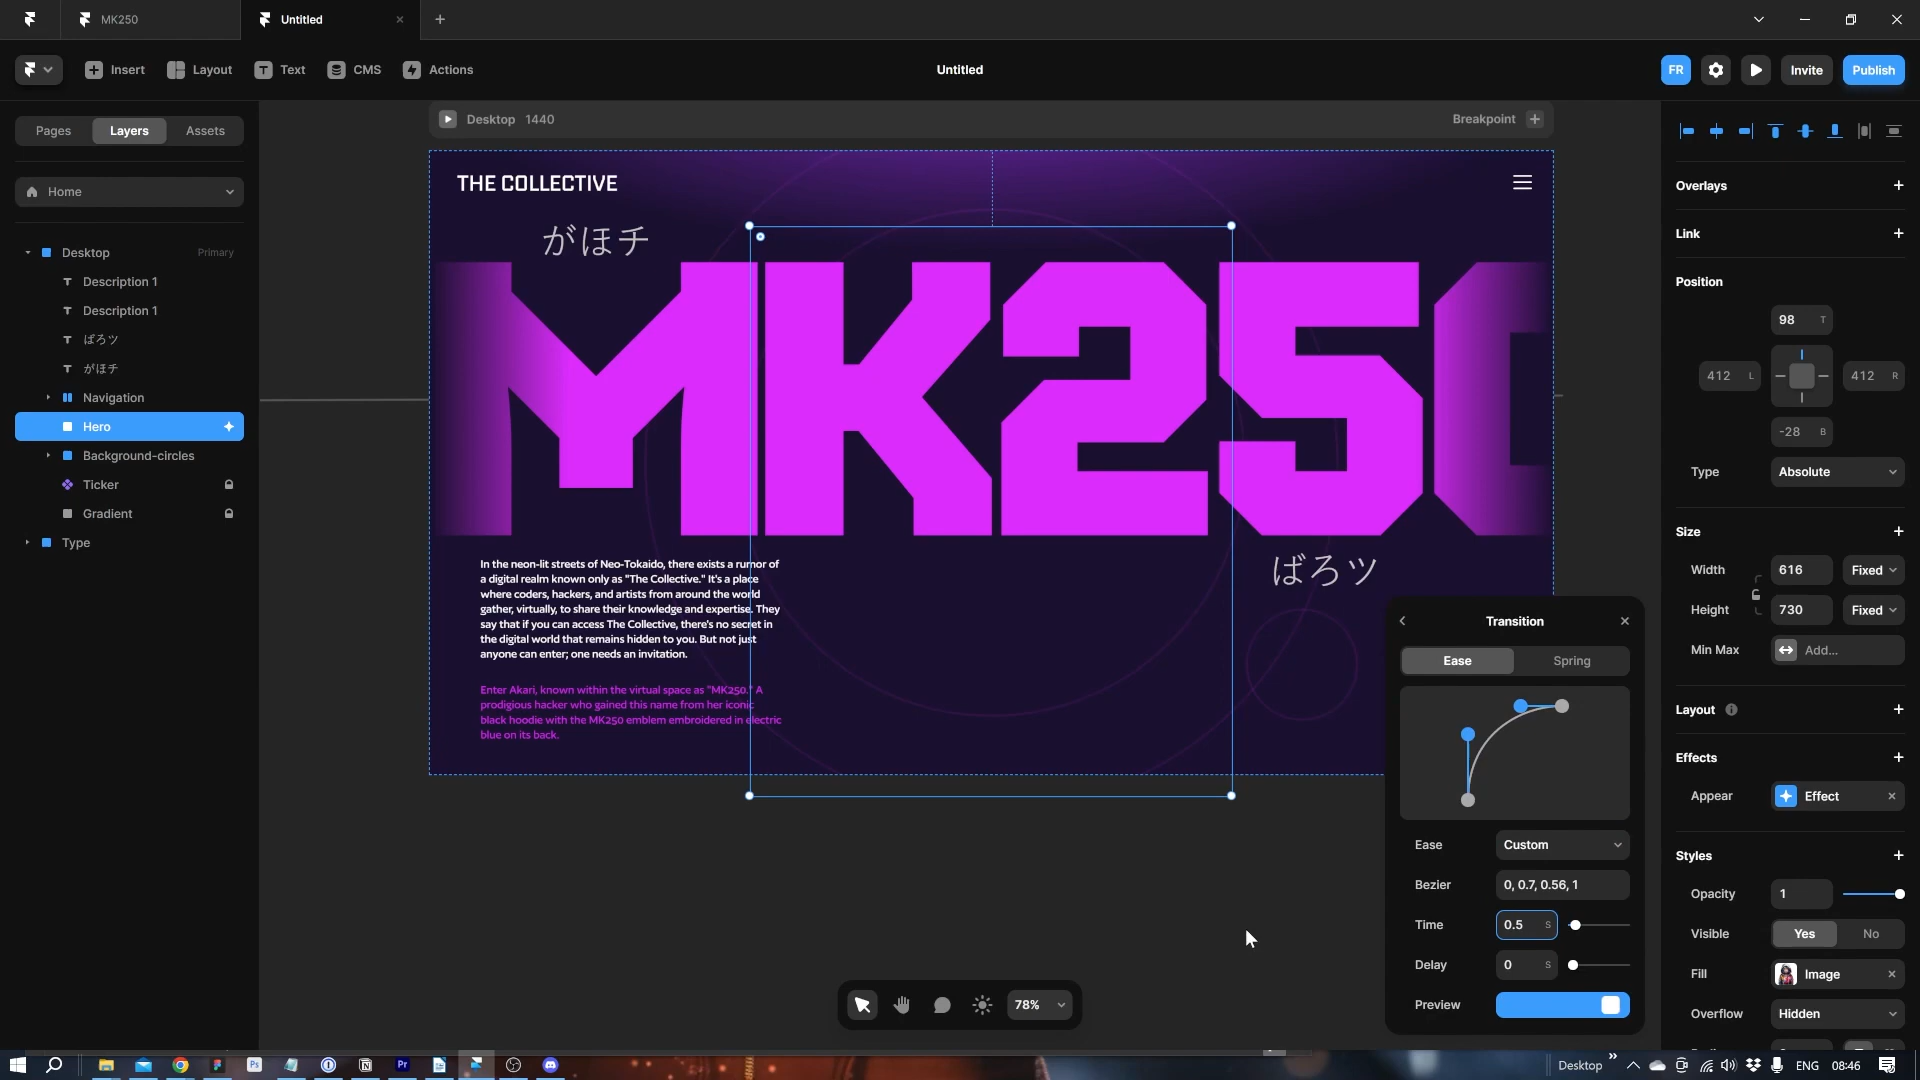 MK250
Untitled
Insert
Layout
Text
CMS
Actions
Untitled
FR
Invite
Publish
Pages
Layers
Assets
Home
Desktop
Primary
Description 1
Description 1
ばろツ
がほチ
Navigation
Hero
Background-circles
Ticker
Gradient
Type
Desktop 1440
Breakpoint
THE COLLECTIVE
がほチ
MK250
ばろツ
In the neon-lit streets of Neo-Tokaido, there exists a rumor of
a digital realm known only as "The Collective." It's a place
where coders, hackers, and artists from around the world
gather, virtually, to share their knowledge and expertise. They
say that if you can access The Collective, there's no secret in
the digital world that remains hidden to you. But not just
anyone can enter; one needs an invitation.
Enter Akari, known within the virtual space as "MK250." A
prodigious hacker who gained this name from her iconic
black hoodie with the MK250 emblem embroidered in electric
blue on its back.
78%
Transition
Ease
Spring
Ease
Custom
Bezier
0, 0.7, 0.56, 1
Time
0.5 S
Delay
0 S
Preview
Overlays
Link
Position
98 T
412 L
412 R
-28 B
Type
Absolute
Size
Width
616
Fixed
Height
730
Fixed
Min Max
Add...
Layout
Effects
Appear
Effect
Styles
Opacity
1
Visible
Yes
No
Fill
Image
Overflow
Hidden
Ps
Pr
Desktop
ENG
08:46